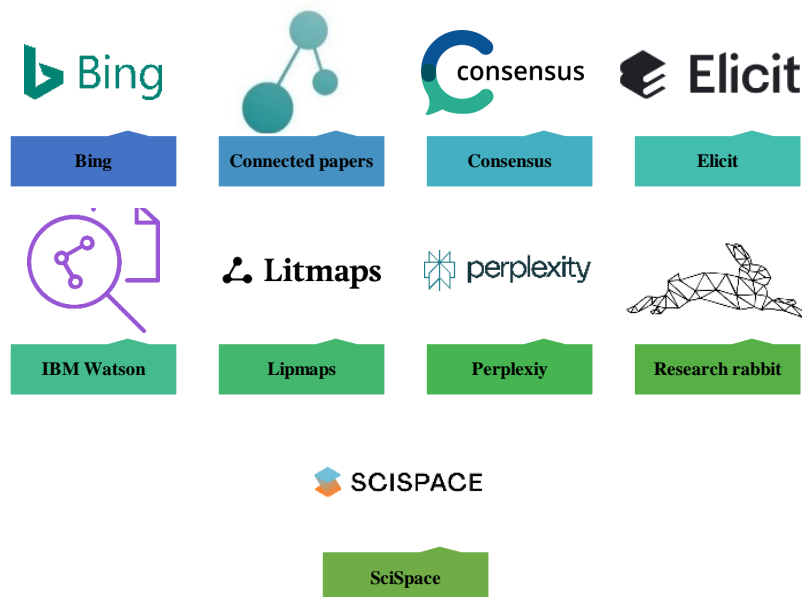 Bing
consensus
Elicit
Bing
Connected papers
Consensus
Elicit
Litmaps
perplexity
IBM Watson
Lipmaps
Perplexiy
Research rabbit
SCISPACE
SciSpace